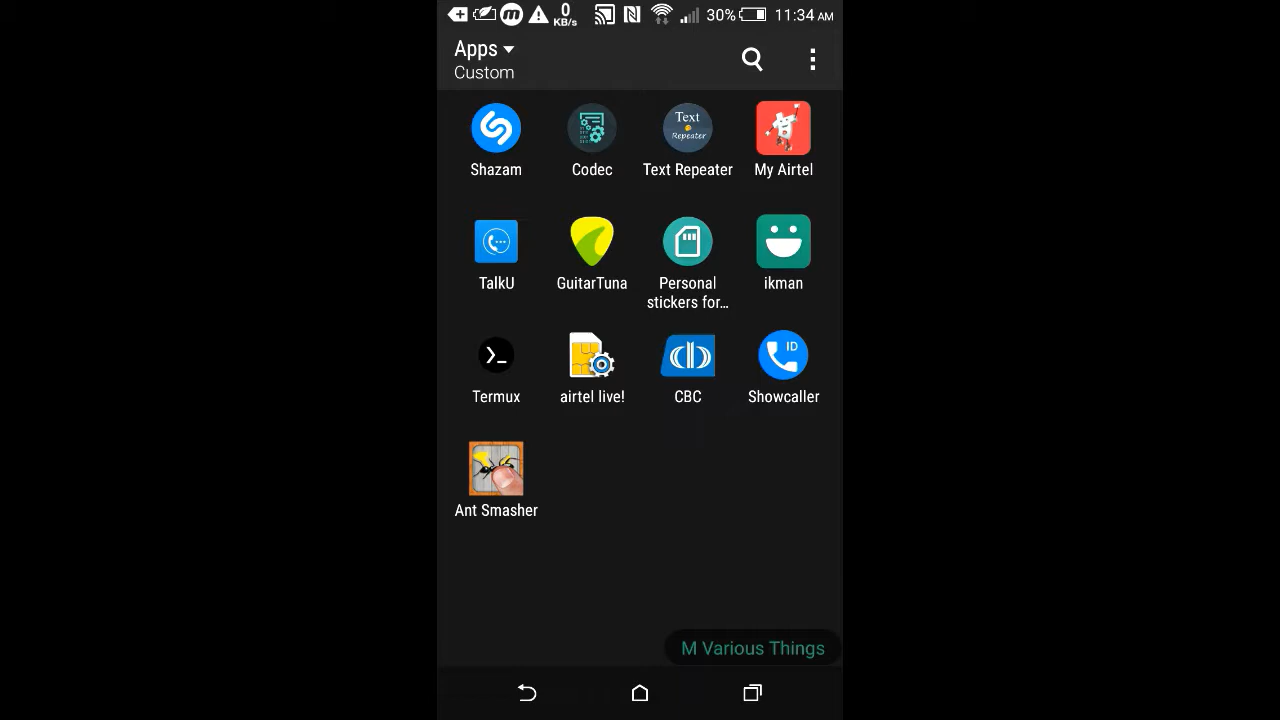 0
KB/s
30%
11:34 AM
Apps
Custom
Text
Repeater
Shazam
Codec
Text Repeater
My Airtel
TalkU
GuitarTuna
Personal
stickers for...
ikman
ID
Termux
airtel live!
CBC
Showcaller
Ant Smasher
M Various Things